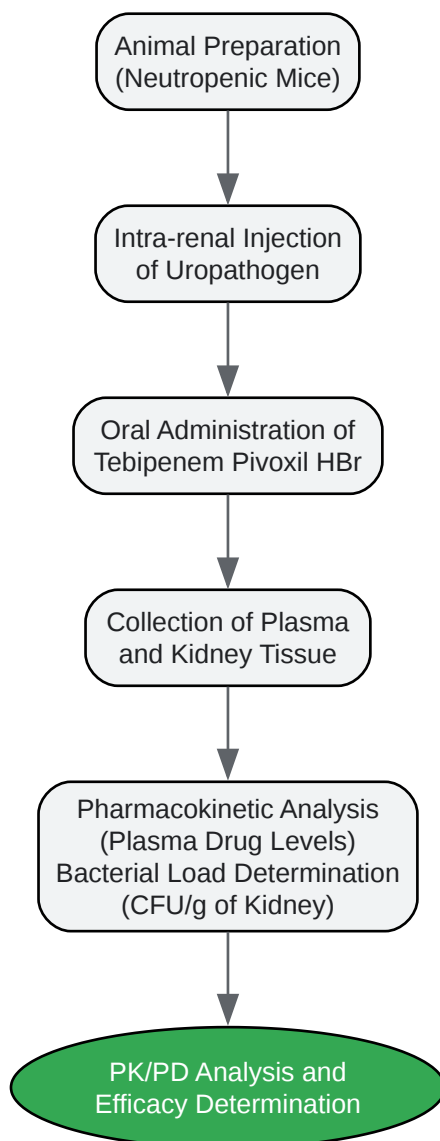 Animal Preparation
(Neutropenic Mice)
Intra-renal Injection
of Uropathogen
Oral Administration of
Tebipenem Pivoxil HBr
Collection of Plasma
and Kidney Tissue
Pharmacokinetic Analysis
(Plasma Drug Levels)
Bacterial Load Determination
(CFU/g of Kidney)
PK/PD Analysis and
Efficacy Determination